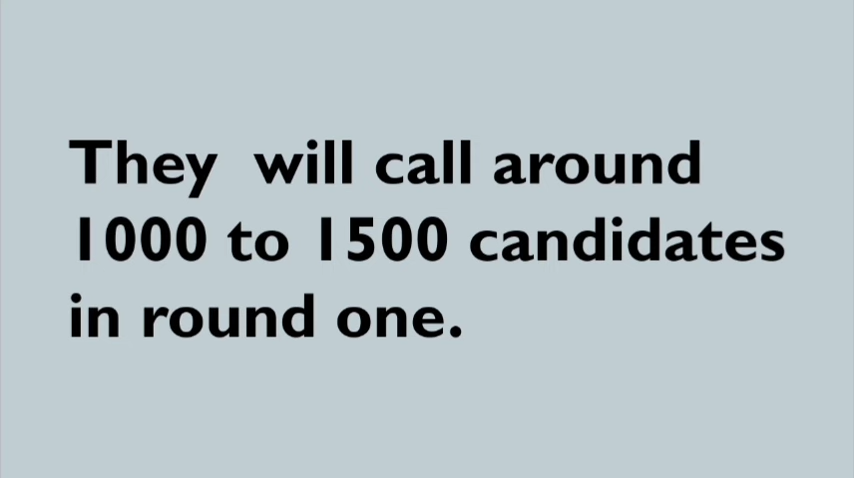 They  will call around
1000 to 1500 candidates
in round one.